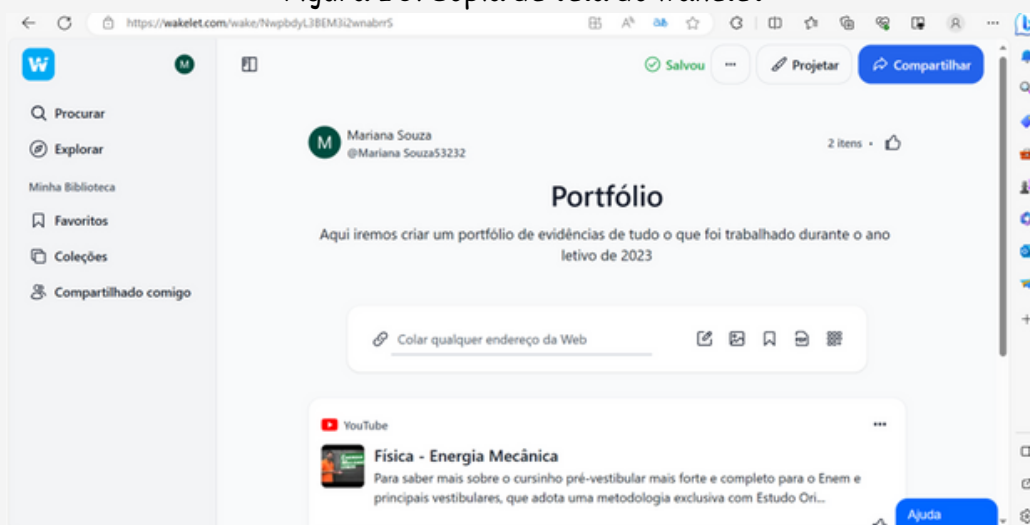 https://wakelet.com/wake/NwpbdyL3BEM3i2wnabrrS
W
M
Salvou
Projetar
Compartilhar
Procurar
Explorar
Minha Biblioteca
Favoritos
Coleções
Compartilhado comigo
M
Mariana Souza
@Mariana Souza53232
2 itens •
Portfólio
Aqui iremos criar um portfólio de evidências de tudo o que foi trabalhado durante o ano
letivo de 2023
Colar qualquer endereço da Web
YouTube
Física - Energia Mecânica
Para saber mais sobre o cursinho pré-vestibular mais forte e completo para o Enem e
principais vestibulares, que adota uma metodologia exclusiva com Estudo Ori...
Ajuda